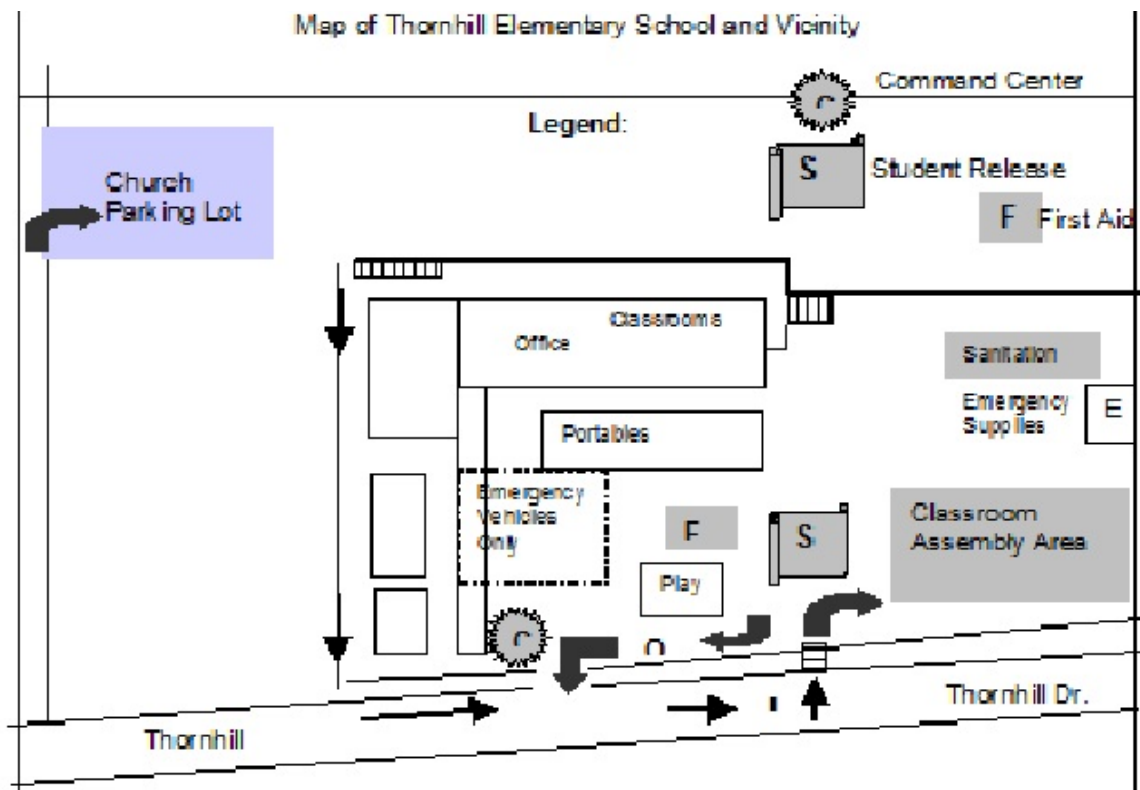 Map of Thornhill Elementary School and Vicinity
C
Command Center
Legend:
S
Student Release
F
First Aid
Church
Parking Lot
Classrooms
Office
Sanitation
Emergency
Supplies
E
Portables
Emergency
Vehicles
Only
F
S
Classroom
Assembly Area
Play
C
O
I
Thornhill Dr.
Thornhill